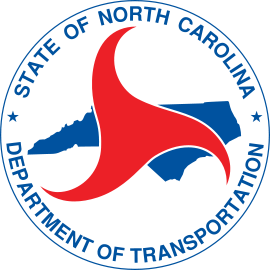 STATE OF NORTH CAROLINA
DEPARTMENT OF TRANSPORTATION